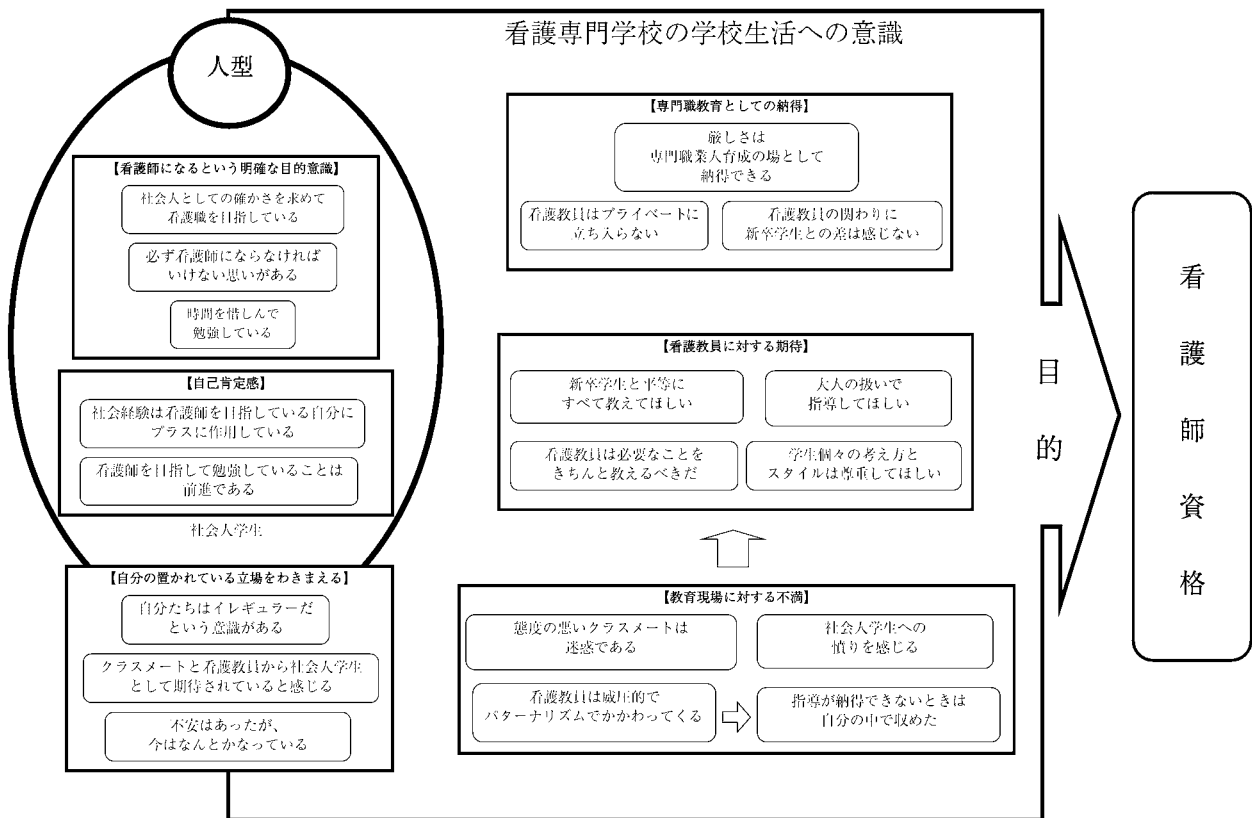 看護専門学校の学校生活への意識
人型
【看護師になるという明確な目的意識】
社会人としての確かさを求めて
看護職を目指している
必ず看護師にならなければ
いけない思いがある
時間を惜しんで
勉強している
【自己肯定感】
社会経験は看護師を目指している自分に
プラスに作用している
看護師を目指して勉強していることは
前進である
社会人学生
【自分の置かれている立場をわきまえる】
自分たちはイレギュラーだ
という意識がある
クラスメートと看護教員から社会人学生
として期待されていると感じる
不安はあったが、
今はなんとかなっている
【専門職教育としての納得】
厳しさは
専門職業人育成の場として
納得できる
看護教員はプライベートに
立ち入らない
看護教員の関わりに
新卒学生との差は感じない
【看護教員に対する期待】
新卒学生と平等に
すべて教えてほしい
大人の扱いで
指導してほしい
看護教員は必要なことを
きちんと教えるべきだ
学生個々の考え方と
スタイルは尊重してほしい
【教育現場に対する不満】
態度の悪いクラスメートは
迷惑である
社会人学生への
憤りを感じる
看護教員は威圧的で
パターナリズムでかかわってくる
指導が納得できないときは
自分の中で収めた
目的
看護師資格